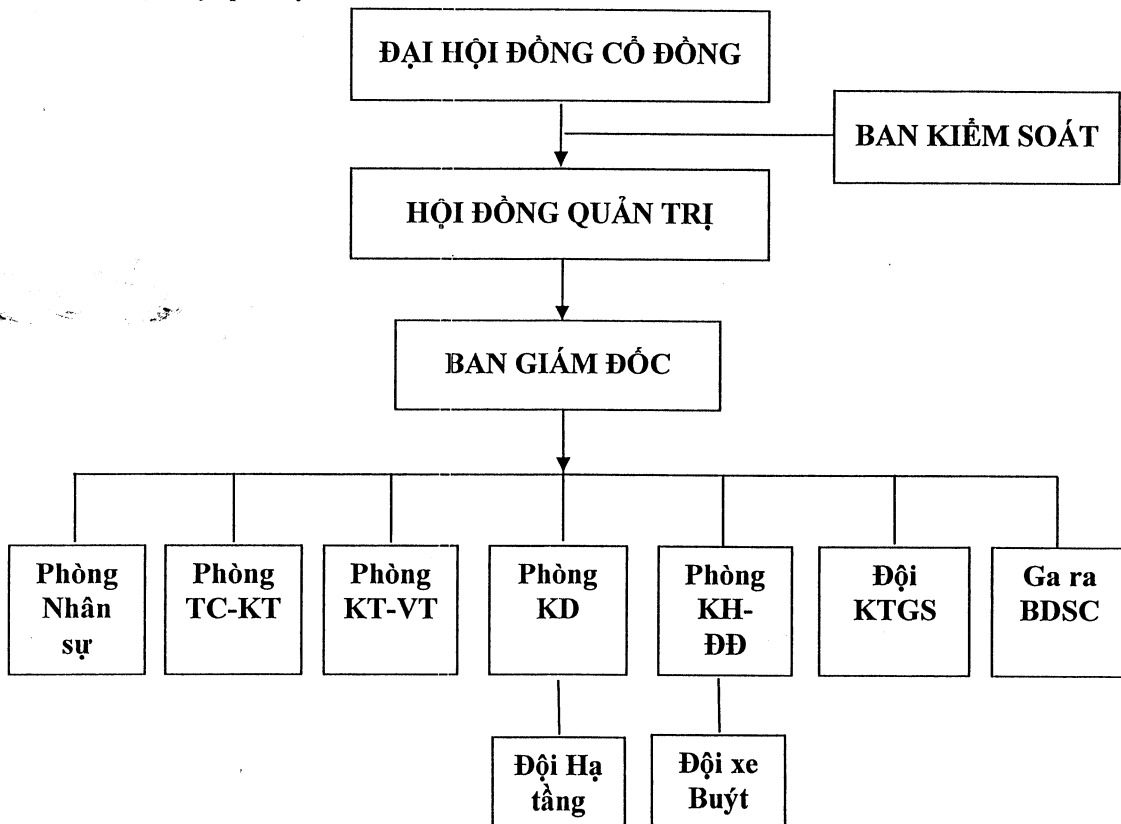 ĐẠI HỘI ĐỒNG CỔ ĐỒNG
BAN KIỂM SOÁT
HỘI ĐỒNG QUẢN TRỊ
BAN GIÁM ĐỐC
Phòng
Nhân
sự
Phòng
TC-KT
Phòng
KT-VT
Phòng
KD
Phòng
KH-
ĐĐ
Đội
KTGS
Ga ra
BDSC
Đội Hạ
tầng
Đội xe
Buýt